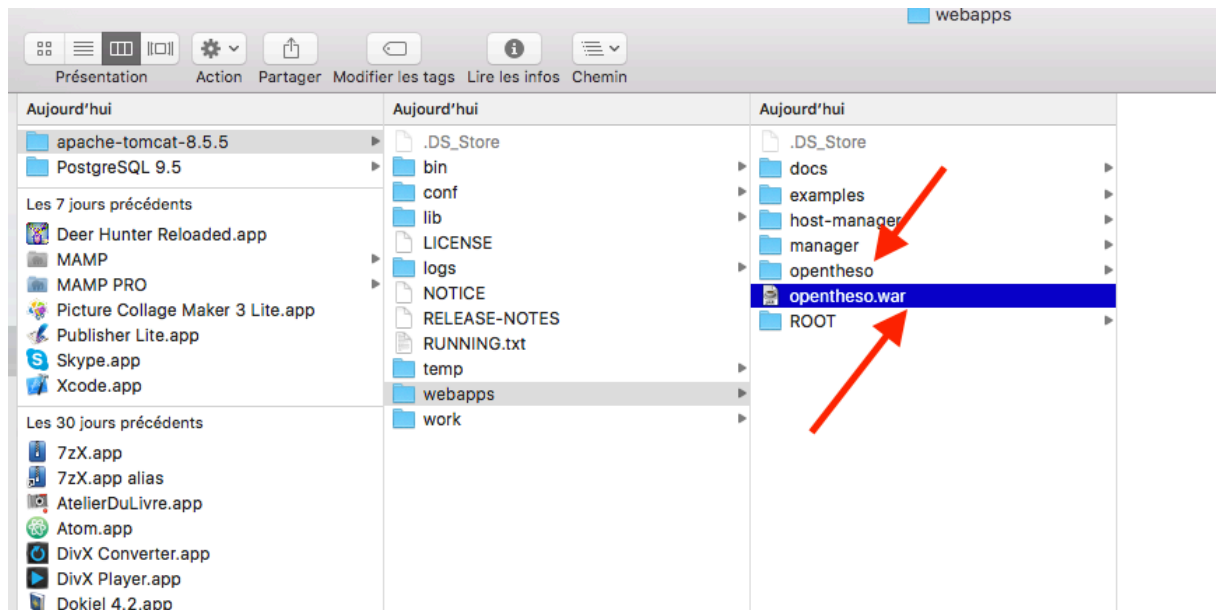 webapps
Présentation
Action
Partager
Modifier les tags
Lire les infos
Chemin
Aujourd'hui
apache-tomcat-8.5.5
PostgreSQL 9.5
Les 7 jours précédents
Deer Hunter Reloaded.app
MAMP
MAMP PRO
Picture Collage Maker 3 Lite.app
Publisher Lite.app
Skype.app
Xcode.app
Les 30 jours précédents
7zX.app
7zX.app alias
AtelierDuLivre.app
Atom.app
DivX Converter.app
DivX Player.app
Dokiel 4.2.app
Aujourd'hui
.DS_Store
bin
conf
lib
LICENSE
logs
NOTICE
RELEASE-NOTES
RUNNING.txt
temp
webapps
work
Aujourd'hui
.DS_Store
docs
examples
host-manager
manager
opentheso
opentheso.war
ROOT